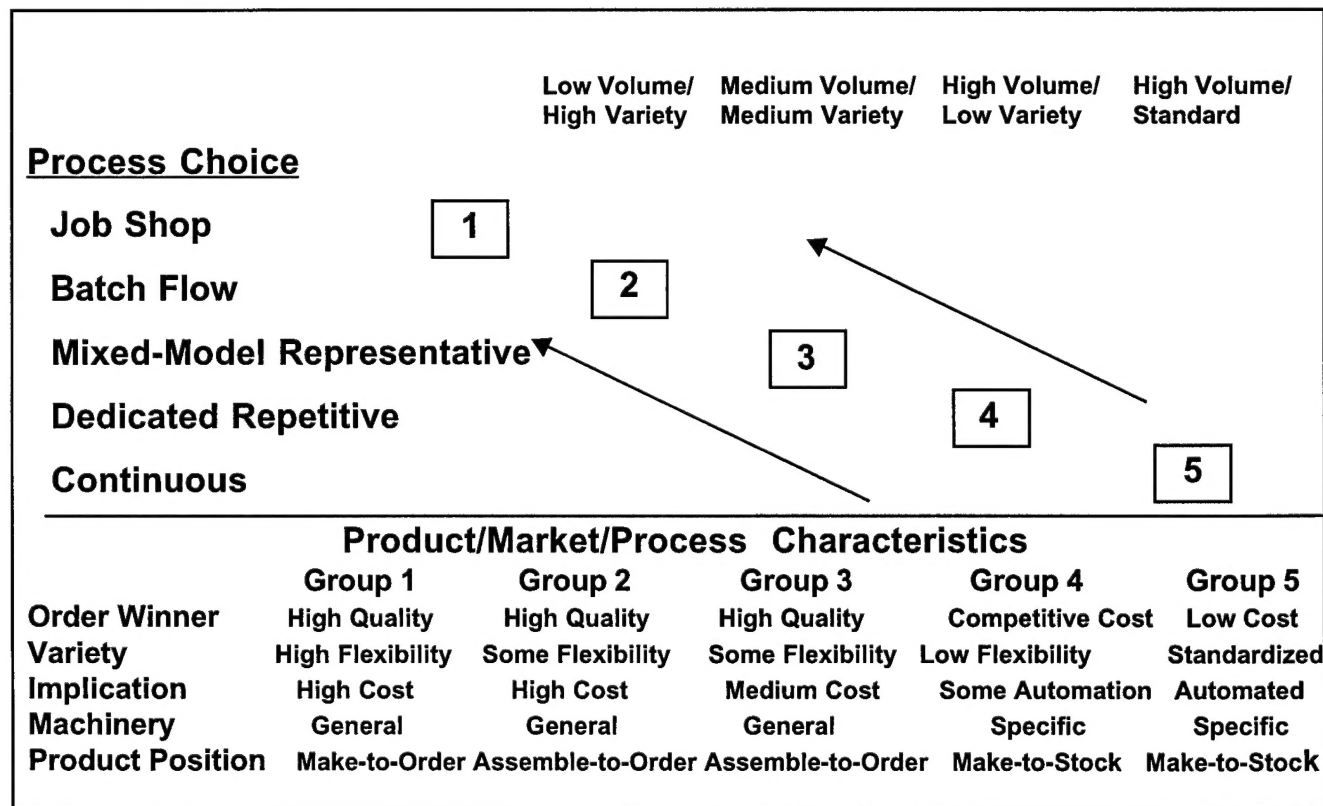 Low Volume/ Medium Volume/ High Volume/ High Volume/
High Variety Medium Variety Low Variety Standard
Process Choice
Job Shop 1
Batch Flow 2
Mixed-Model Representative 3
Dedicated Repetitive 4
Continuous 5
Product/Market/Process Characteristics
Group 1 Group 2 Group 3 Group 4 Group 5
Order Winner High Quality High Quality High Quality Competitive Cost Low Cost
Variety High Flexibility Some Flexibility Some Flexibility Low Flexibility Standardized
Implication High Cost High Cost Medium Cost Some Automation Automated
Machinery General General General Specific Specific
Product Position Make-to-Order Assemble-to-Order Assemble-to-Order Make-to-Stock Make-to-Stock